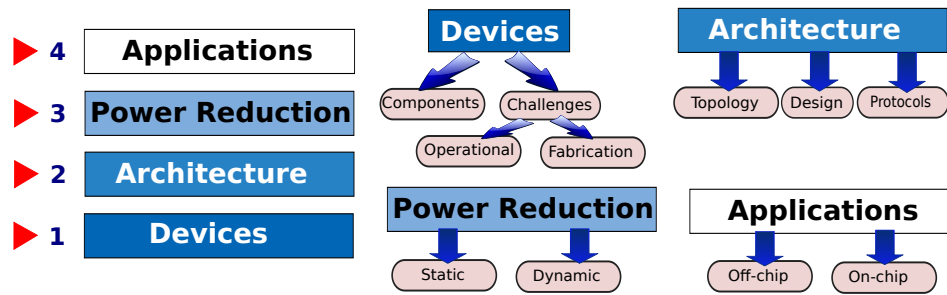 4 Applications
3 Power Reduction
2 Architecture
1 Devices
Devices
Components Challenges
Operational Fabrication
Architecture
Topology Design Protocols
Power Reduction
Static Dynamic
Applications
Off-chip On-chip